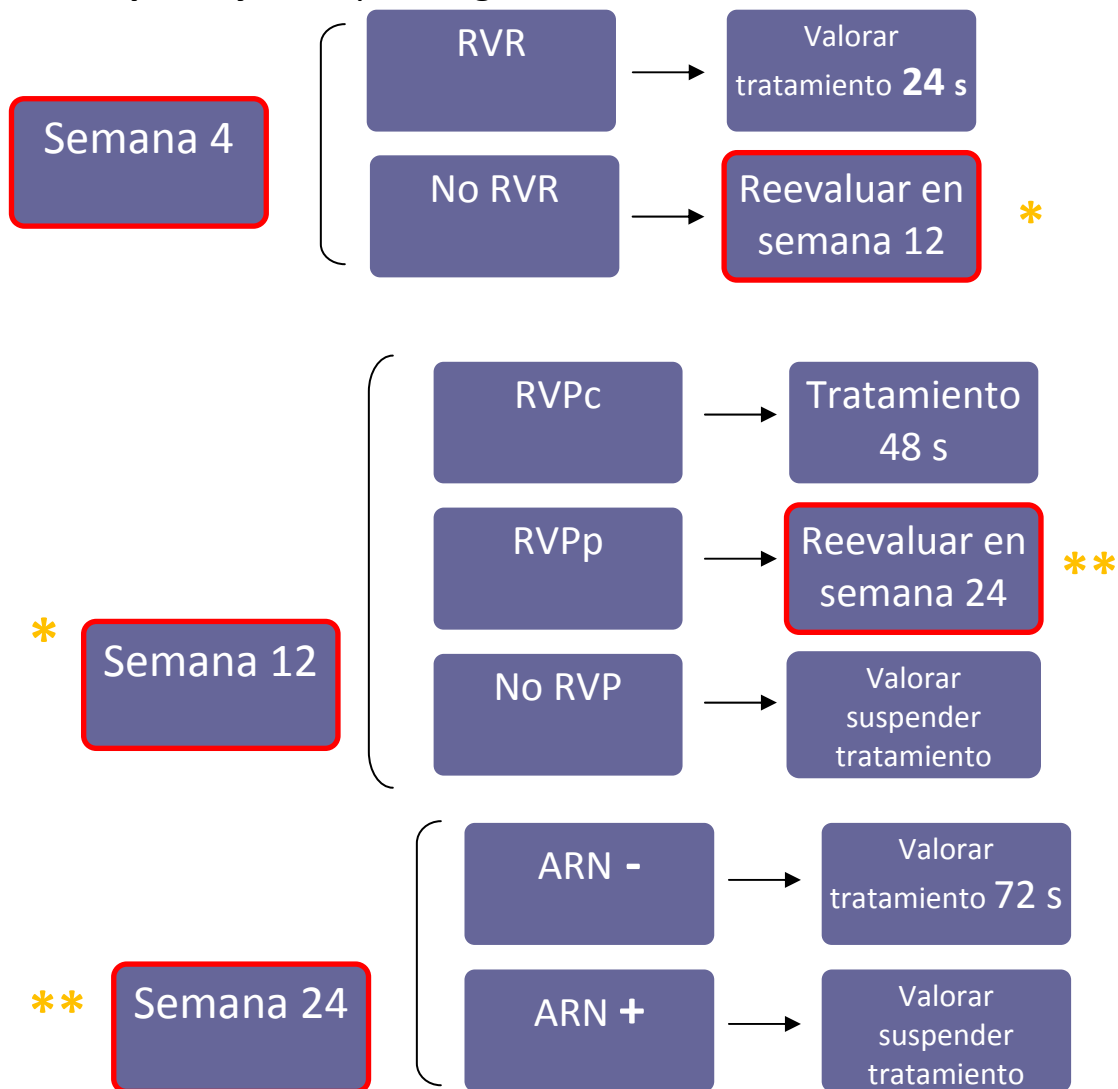 RVR
Valorar
tratamiento 24 s
Semana 4
No RVR
Reevaluar en
semana 12
*
RVPc
Tratamiento
48 s
RVPp
Reevaluar en
semana 24
**
*
Semana 12
No RVP
Valorar
suspender
tratamiento
ARN -
Valorar
tratamiento 72 s
**
Semana 24
ARN +
Valorar
suspender
tratamiento